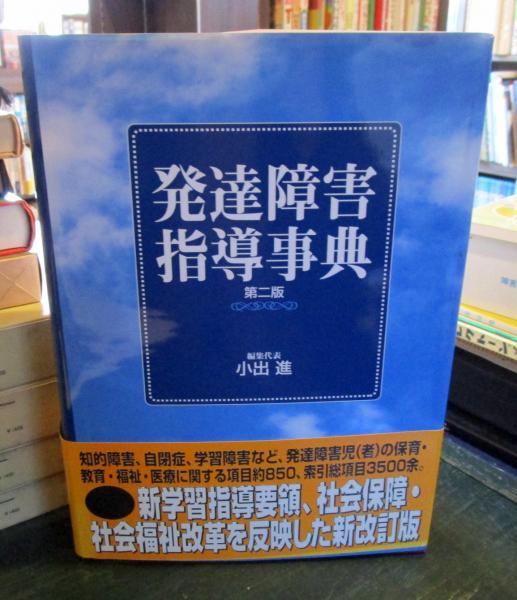 発達障害
指導事典
第二版
編集代表
小出 進
知的障害、自閉症、学習障害など、発達障害児(者)の保育・
教育・福祉・医療に関する項目約850、索引総項目3500余。
新学習指導要領、社会保障・
社会福祉改革を反映した新改訂版